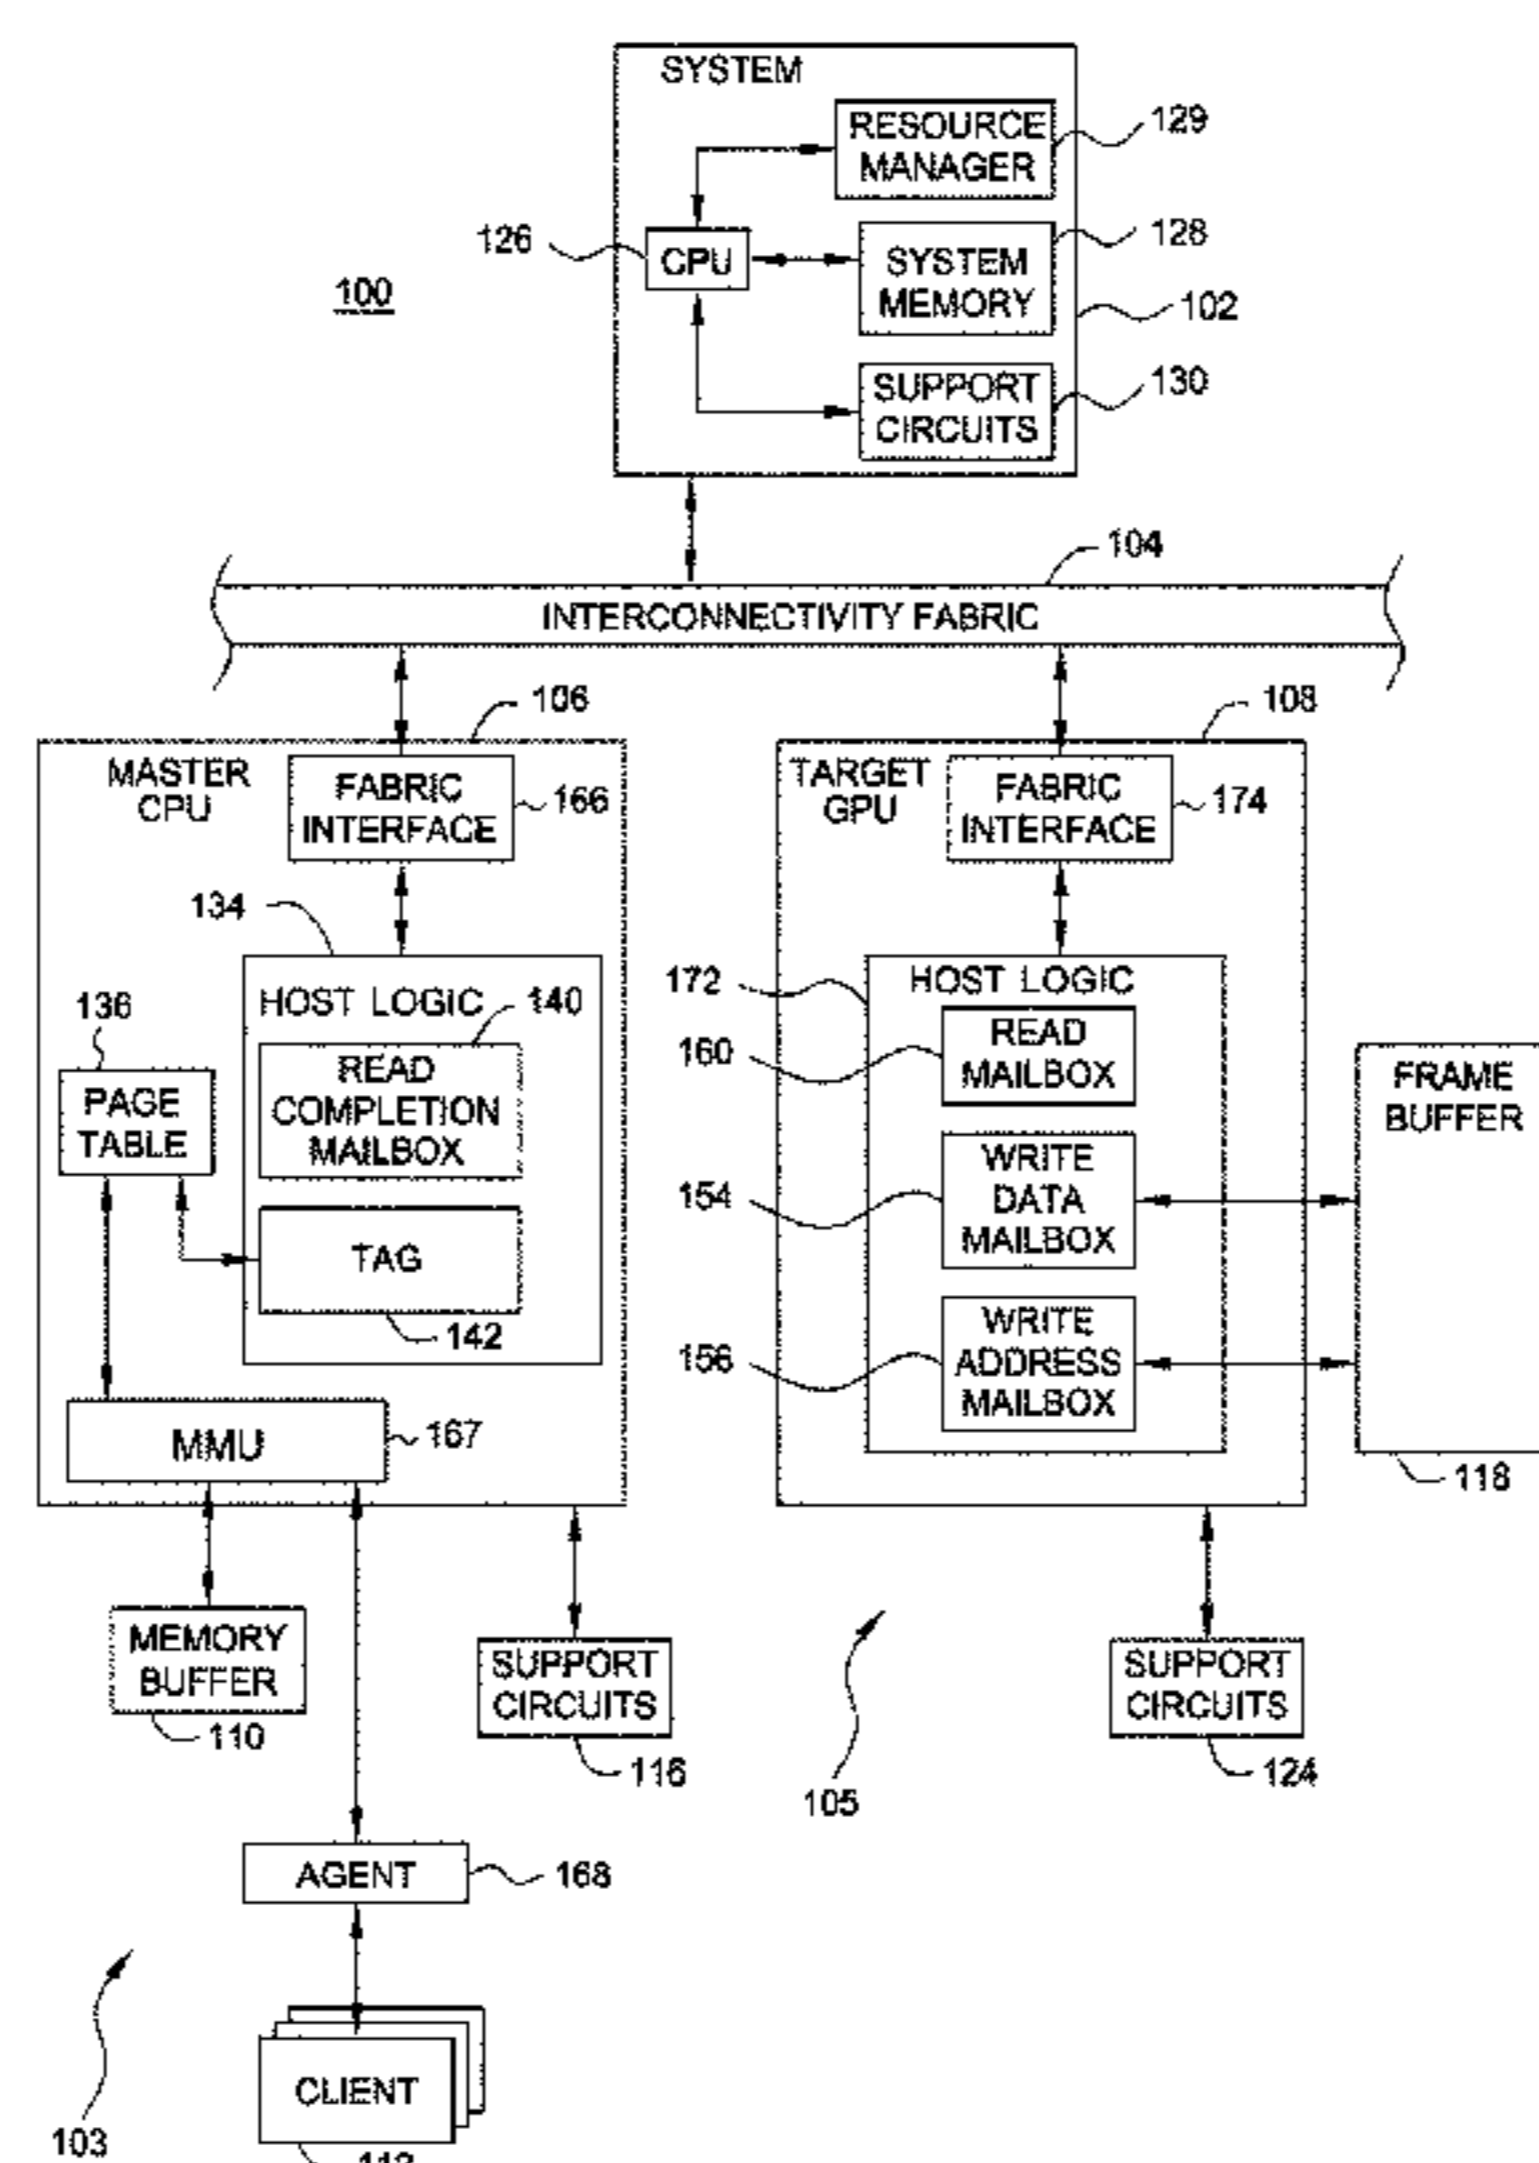 SYSTEM
RESOURCE
MANAGER
129
126
CPU
SYSTEM
MEMORY
128
100
102
SUPPORT
CIRCUITS
130
104
INTERCONNECTIVITY FABRIC
106
108
MASTER
CPU
FABRIC
INTERFACE
166
TARGET
GPU
FABRIC
INTERFACE
174
134
HOST LOGIC
140
172
HOST LOGIC
136
READ
COMPLETION
MAILBOX
160
READ
MAILBOX
FRAME
BUFFER
PAGE
TABLE
154
WRITE
DATA
MAILBOX
TAG
142
156
WRITE
ADDRESS
MAILBOX
MMU
167
118
MEMORY
BUFFER
110
SUPPORT
CIRCUITS
116
105
SUPPORT
CIRCUITS
124
AGENT
168
CLIENT
103